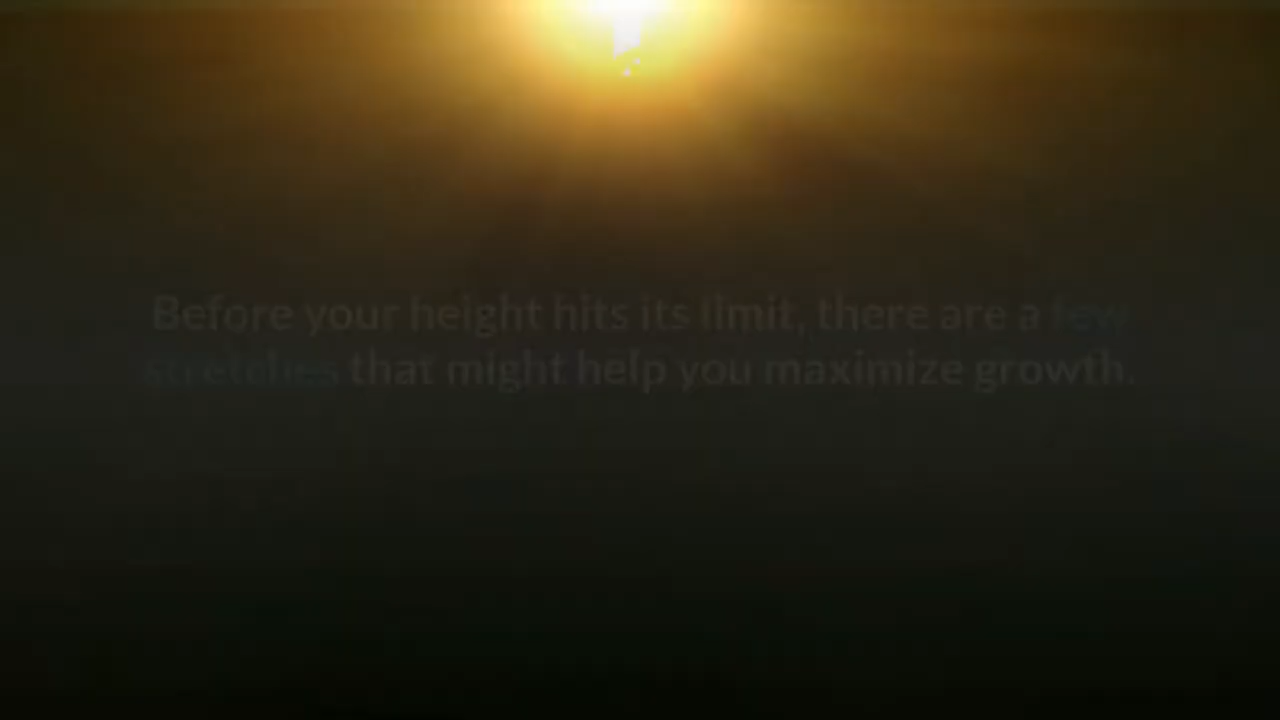 Before your height hits its limit, there are a few
stretches that might help you maximize growth.